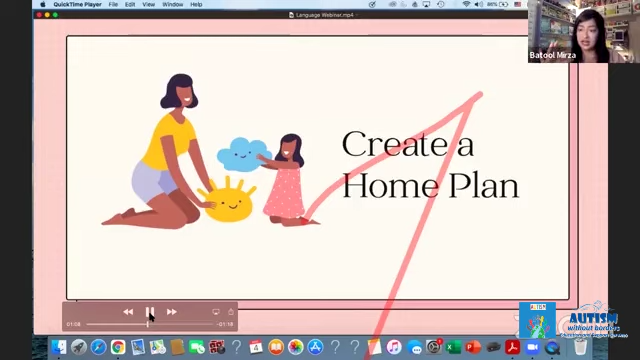 QuickTime Player File Edit View Window Help
Language Webinar.mp4
Batool Mirza
Create a
Home Plan
01:08
-01:18
AUTISM
without borders